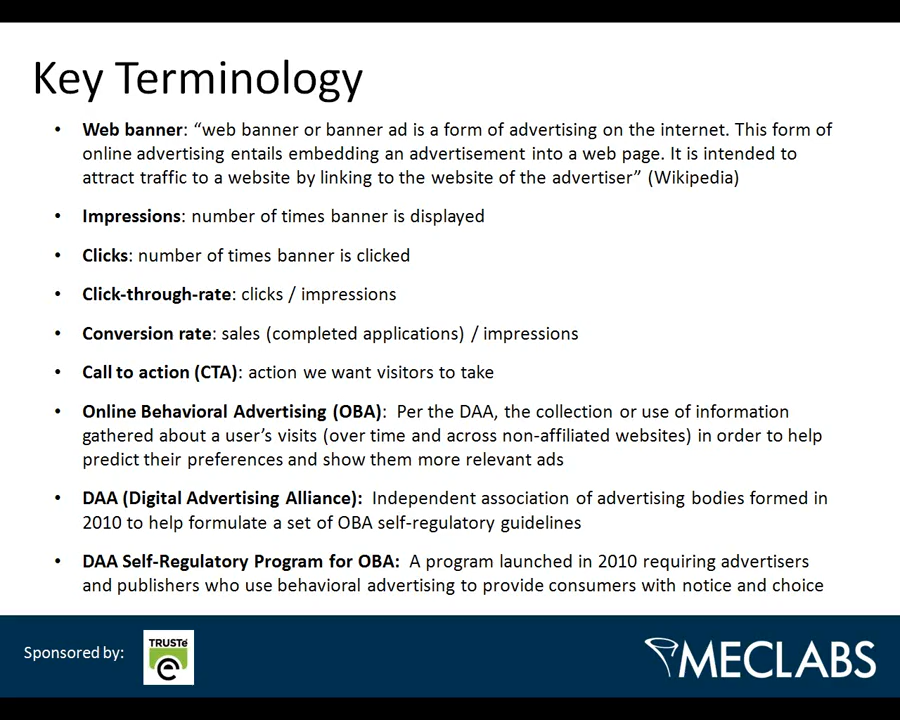 Key Terminology
• Web banner: “web banner or banner ad is a form of advertising on the internet. This form of
online advertising entails embedding an advertisement into a web page. It is intended to
attract traffic to a website by linking to the website of the advertiser” (Wikipedia)
• Impressions: number of times banner is displayed
• Clicks: number of times banner is clicked
• Click-through-rate: clicks / impressions
• Conversion rate: sales (completed applications) / impressions
• Call to action (CTA): action we want visitors to take
• Online Behavioral Advertising (OBA): Per the DAA, the collection or use of information
gathered about a user’s visits (over time and across non-affiliated websites) in order to help
predict their preferences and show them more relevant ads
• DAA (Digital Advertising Alliance): Independent association of advertising bodies formed in
2010 to help formulate a set of OBA self-regulatory guidelines
• DAA Self-Regulatory Program for OBA: A program launched in 2010 requiring advertisers
and publishers who use behavioral advertising to provide consumers with notice and choice
Sponsored by:
TRUSTe
e
MECLABS